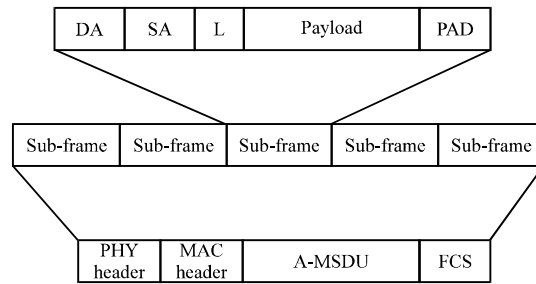 DA SA L Payload PAD
Sub-frame Sub-frame Sub-frame Sub-frame Sub-frame
PHY header MAC header A-MSDU FCS